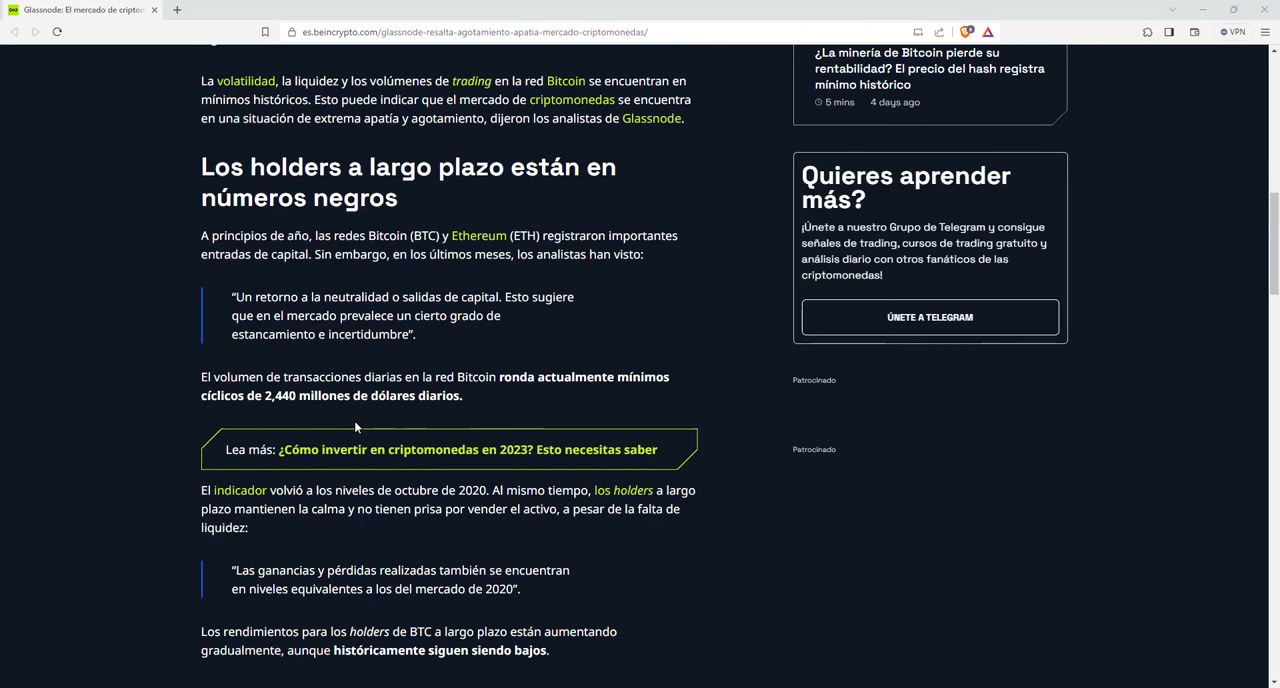 Glassnode: El mercado de cripton
es.beincrypto.com/glassnode-resalta-agotamiento-apatia-mercado-criptomonedas/
VPN
La volatilidad, la liquidez y los volúmenes de trading en la red Bitcoin se encuentran en
mínimos históricos. Esto puede indicar que el mercado de criptomonedas se encuentra
en una situación de extrema apatía y agotamiento, dijeron los analistas de Glassnode.
Los holders a largo plazo están en
números negros
A principios de año, las redes Bitcoin (BTC) y Ethereum (ETH) registraron importantes
entradas de capital. Sin embargo, en los últimos meses, los analistas han visto:
“Un retorno a la neutralidad o salidas de capital. Esto sugiere
que en el mercado prevalece un cierto grado de
estancamiento e incertidumbre”.
El volumen de transacciones diarias en la red Bitcoin ronda actualmente mínimos
cíclicos de 2,440 millones de dólares diarios.
Lea más: ¿Cómo invertir en criptomonedas en 2023? Esto necesitas saber
El indicador volvió a los niveles de octubre de 2020. Al mismo tiempo, los holders a largo
plazo mantienen la calma y no tienen prisa por vender el activo, a pesar de la falta de
liquidez:
“Las ganancias y pérdidas realizadas también se encuentran
en niveles equivalentes a los del mercado de 2020”.
Los rendimientos para los holders de BTC a largo plazo están aumentando
gradualmente, aunque históricamente siguen siendo bajos.
¿La minería de Bitcoin pierde su
rentabilidad? El precio del hash registra
mínimo histórico
5 mins 4 days ago
Quieres aprender
más?
¡Únete a nuestro Grupo de Telegram y consigue
señales de trading, cursos de trading gratuito y
análisis diario con otros fanáticos de las
criptomonedas!
ÚNETE A TELEGRAM
Patrocinado
Patrocinado